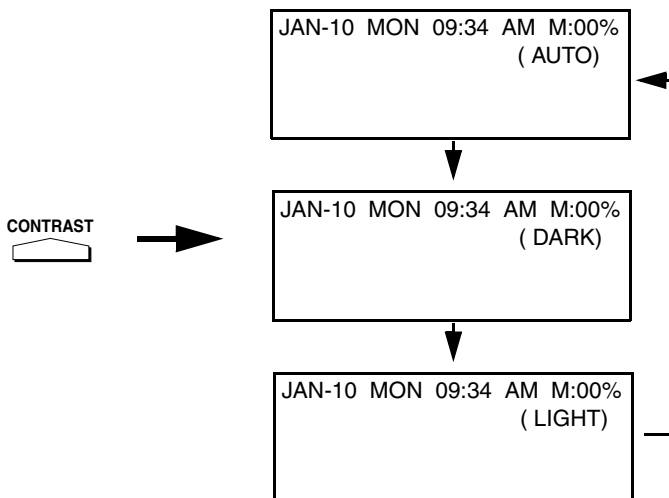 JAN-10 MON 09:34 AM M:00%
( AUTO)
CONTRAST
JAN-10 MON 09:34 AM M:00%
( DARK)
JAN-10 MON 09:34 AM M:00%
( LIGHT)